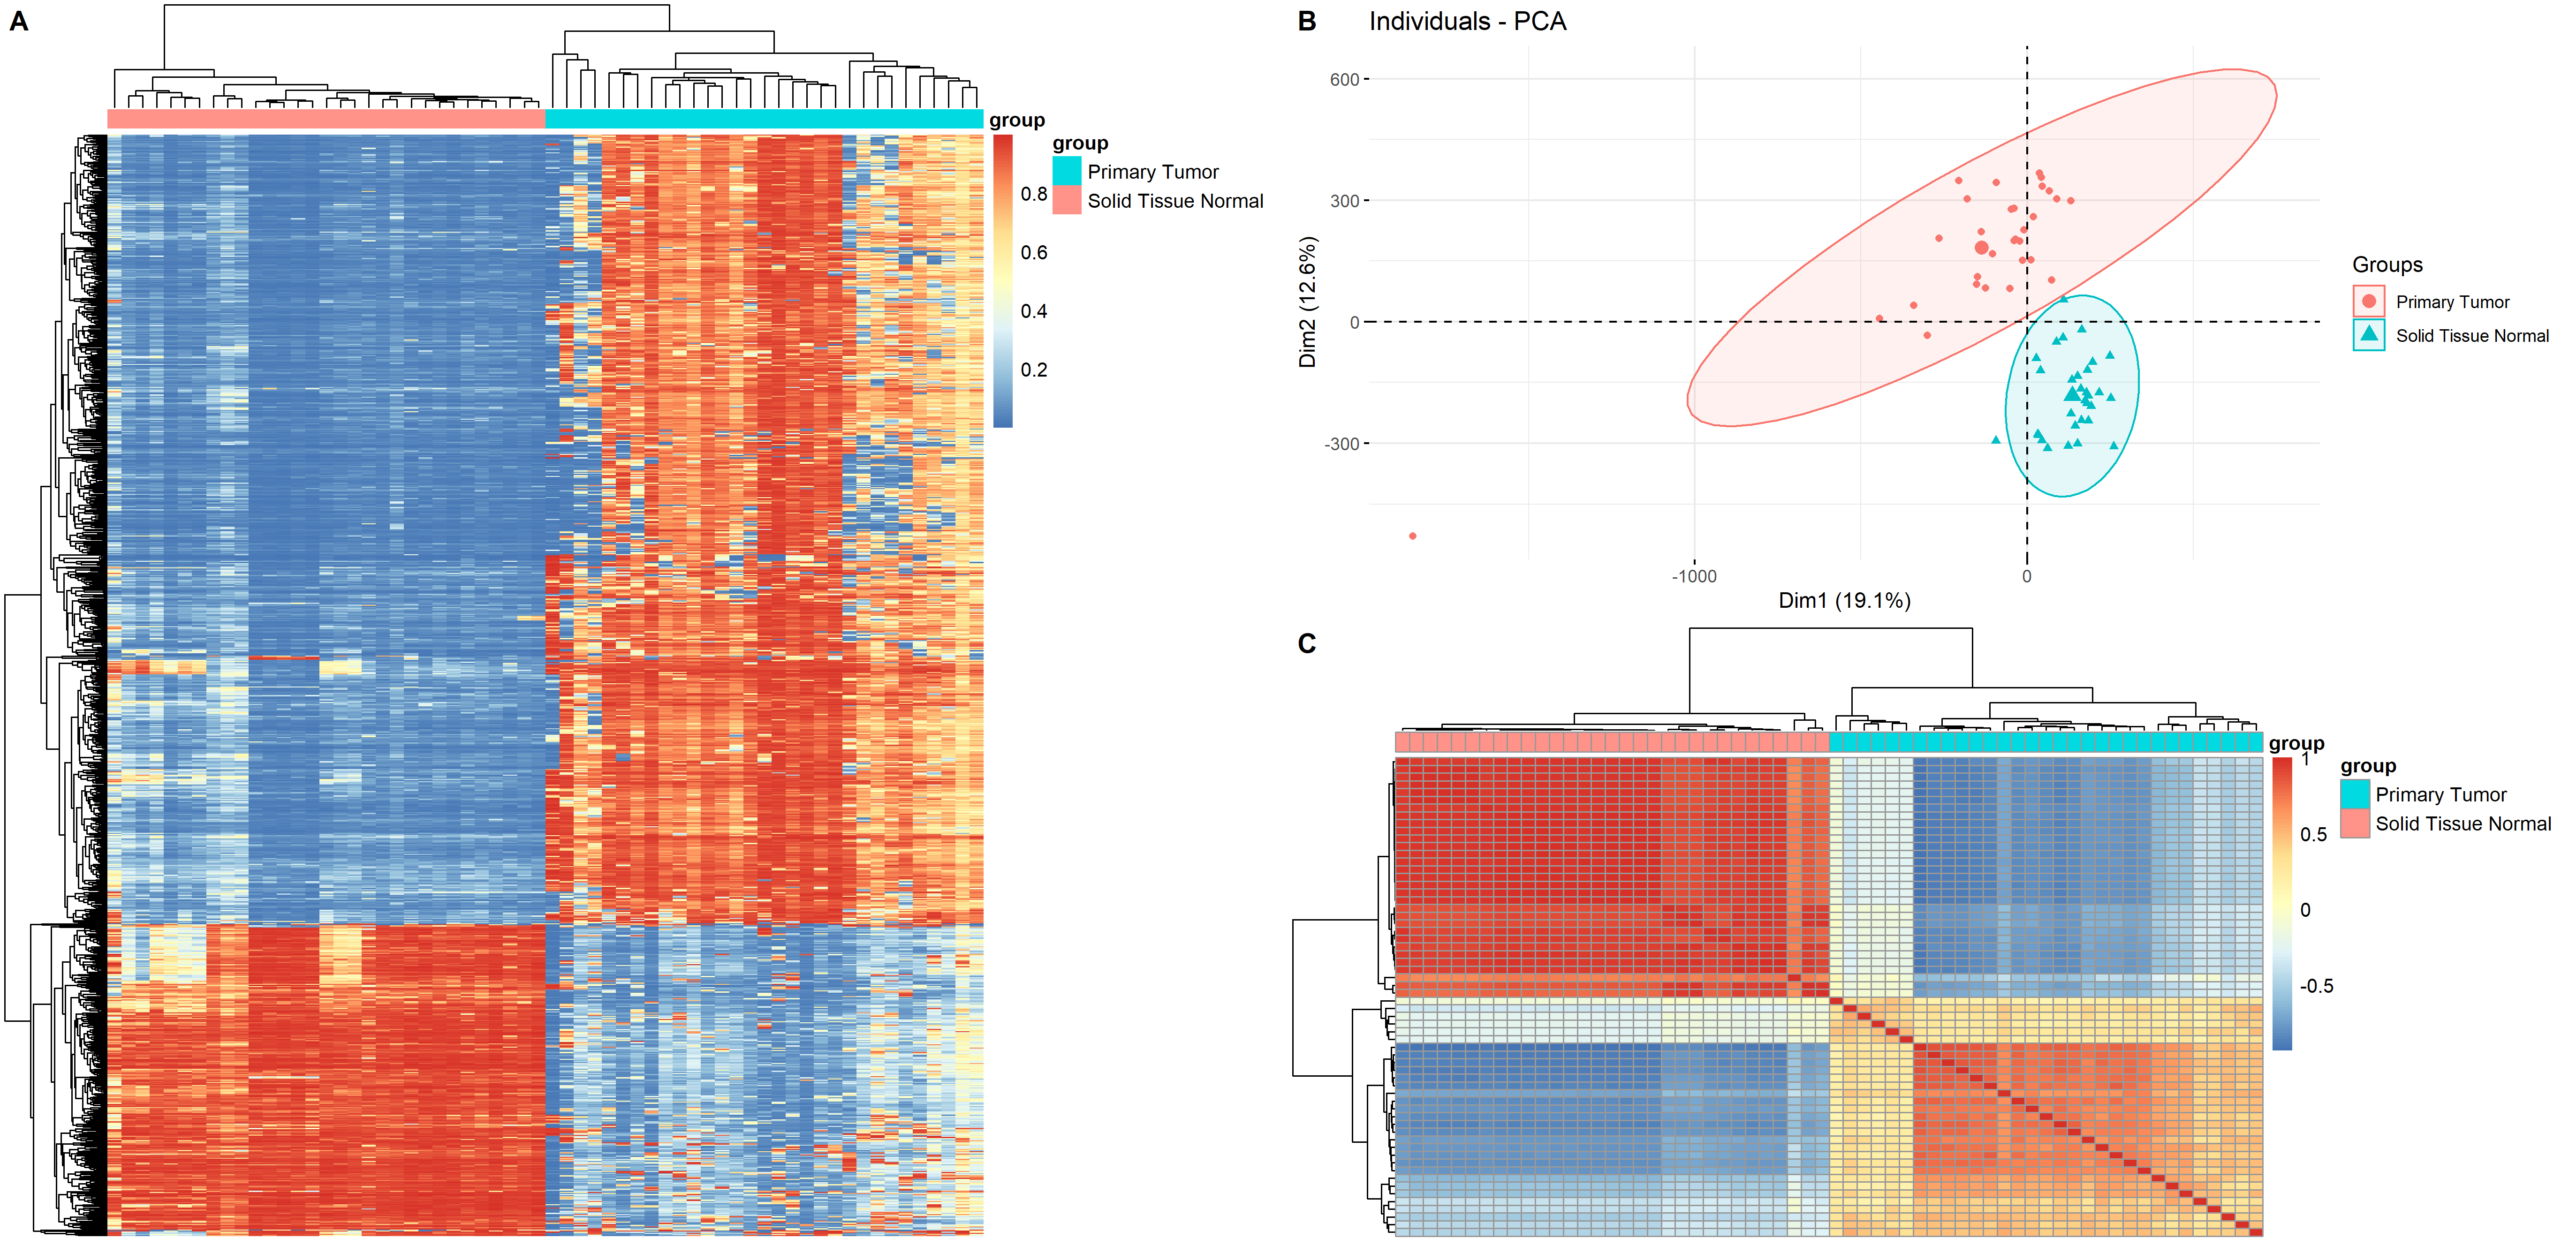 A
group
0.8
0.6
0.4
0.2
group
Primary Tumor
Solid Tissue Normal
B
Individuals - PCA
600
300
0
-300
Dim2 (12.6%)
-1000
0
Dim1 (19.1%)
Groups
Primary Tumor
Solid Tissue Normal
C
group
1
0.5
0
-0.5
group
Primary Tumor
Solid Tissue Normal